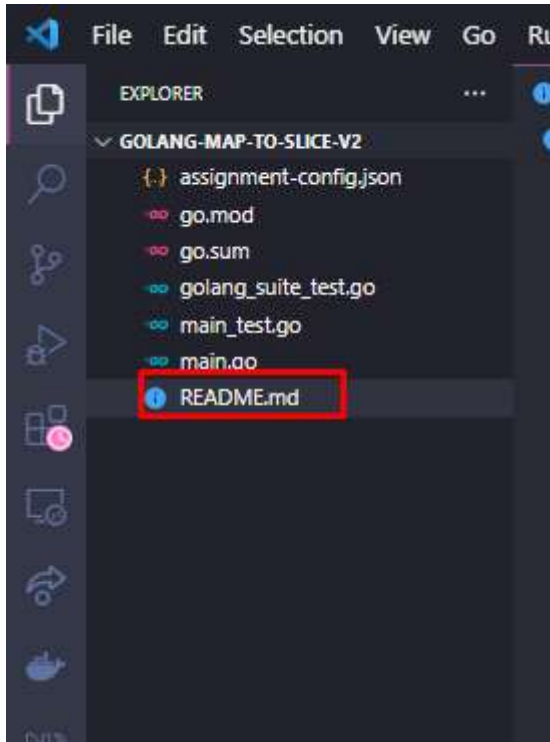 File Edit Selection View Go Ru
EXPLORER ...
GOLANG-MAP-TO-SLICE-V2
{.} assignment-config.json
go.mod
go.sum
golang_suite_test.go
main_test.go
main.go
README.md